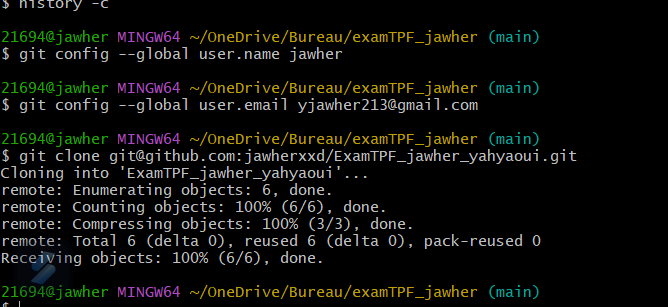 $ history -c
21694@jawher MINGW64 ~/OneDrive/Bureau/examTPF_jawher (main)
$ git config --global user.name jawher
21694@jawher MINGW64 ~/OneDrive/Bureau/examTPF_jawher (main)
$ git config --global user.email yjawher213@gmail.com
21694@jawher MINGW64 ~/OneDrive/Bureau/examTPF_jawher (main)
$ git clone git@github.com:jawherxxd/ExamTPF_jawher_yahyaoui.git
Cloning into 'ExamTPF_jawher_yahyaoui'...
remote: Enumerating objects: 6, done.
remote: Counting objects: 100% (6/6), done.
remote: Compressing objects: 100% (3/3), done.
remote: Total 6 (delta 0), reused 6 (delta 0), pack-reused 0
Receiving objects: 100% (6/6), done.
21694@jawher MINGW64 ~/OneDrive/Bureau/examTPF_jawher (main)
$